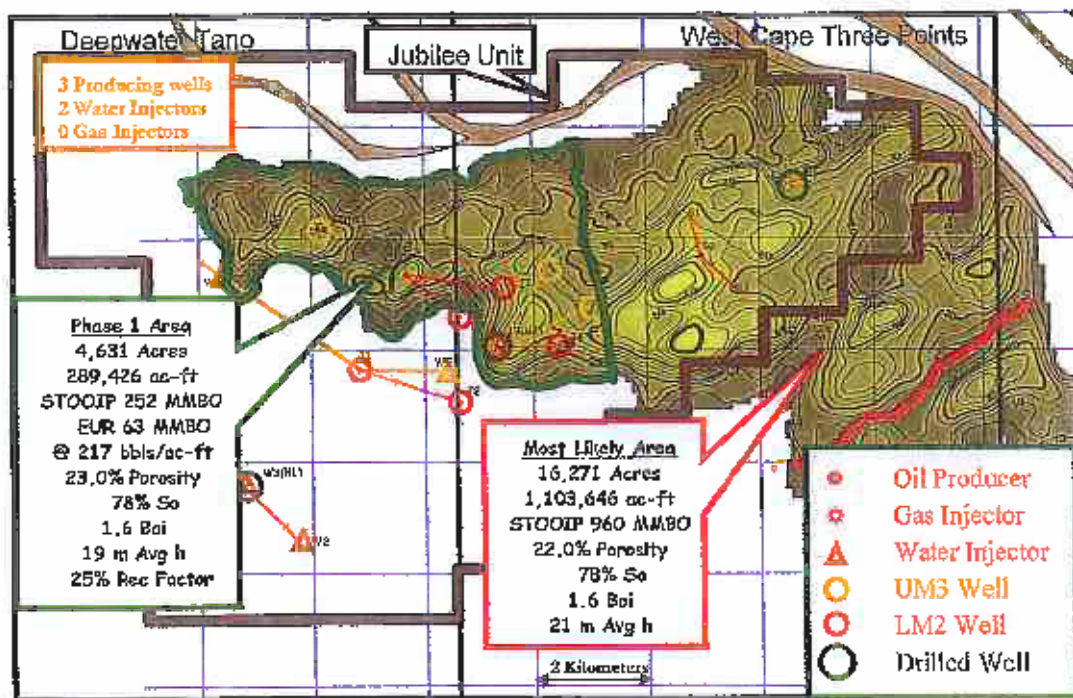 Deepwater Tano
Jubilee Unit
West Cape Three Points
3 Producing wells
2 Water Injectors
0 Gas Injectors
Phase 1 Area
4,631 Acres
289,426 ac-ft
STOOIP 252 MMBO
EUR 63 MMBO
@ 217 bbls/ac-ft
23.0% Porosity
78% So
1.6 Boi
19 m Avg h
25% Rec Factor
Most Likely Area
16,271 Acres
1,103,646 ac-ft
STOOIP 960 MMBO
22.0% Porosity
78% So
1.6 Boi
21 m Avg h
Oil Producer
Gas Injector
Water Injector
UM3 Well
LM2 Well
Drilled Well
2 Kilometers